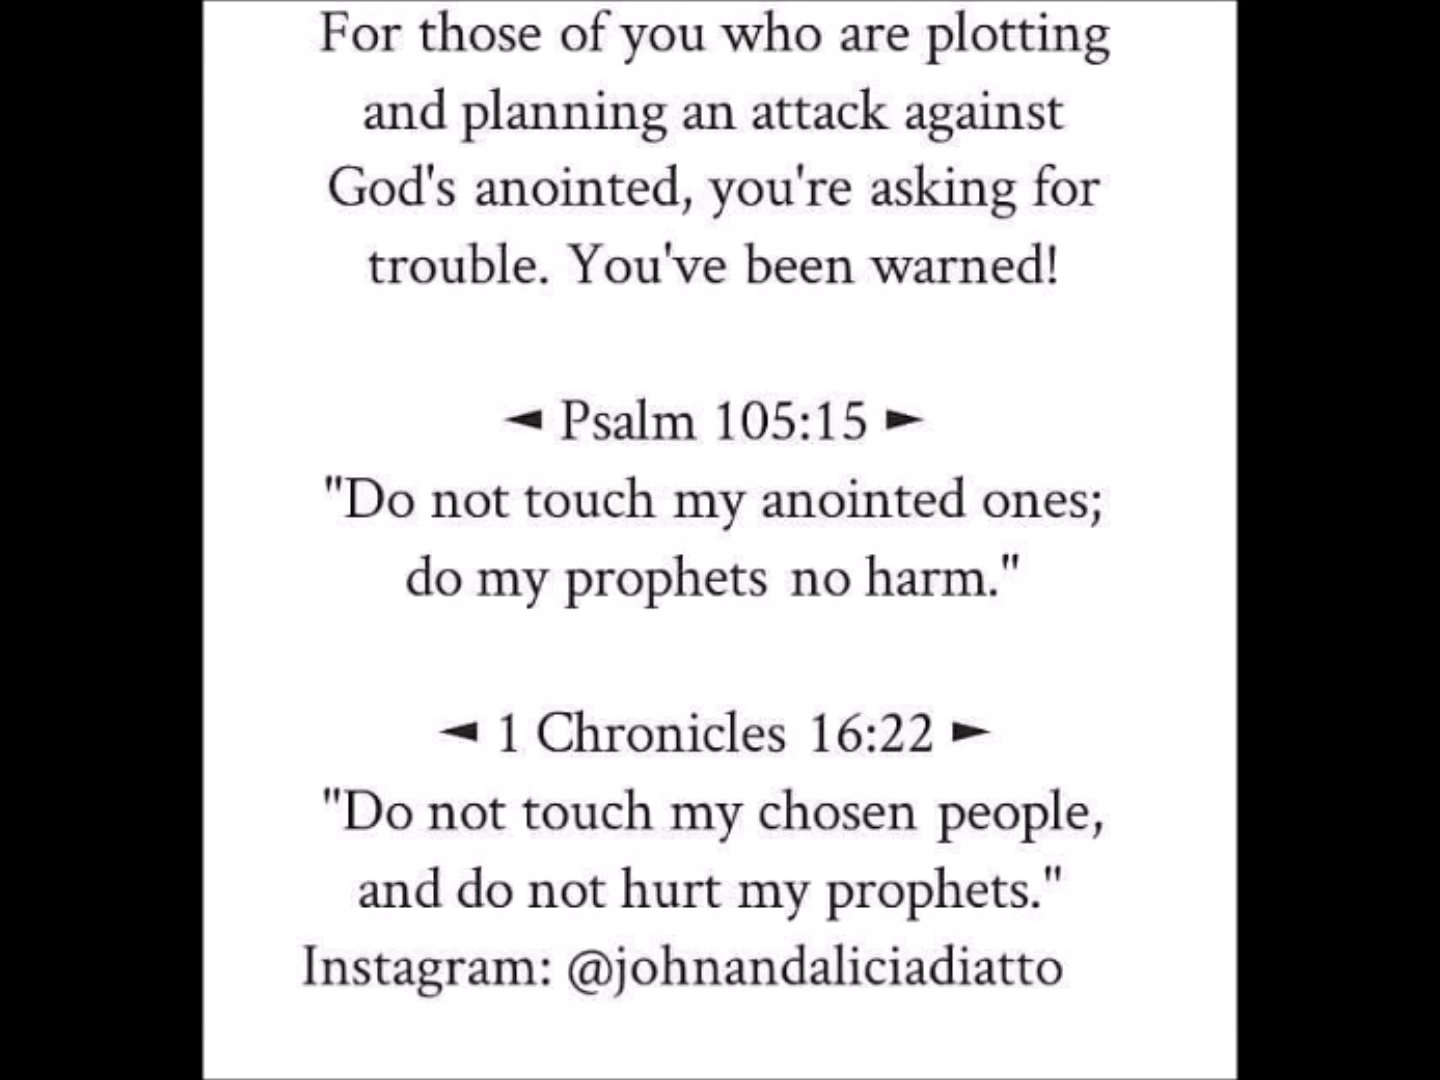 For those of you who are plotting
and planning an attack against
God's anointed, you're asking for
trouble. You've been warned!
◄ Psalm 105:15 ►
"Do not touch my anointed ones;
do my prophets no harm."
◄ 1 Chronicles 16:22 ►
"Do not touch my chosen people,
and do not hurt my prophets."
Instagram: @johnandaliciadiatto